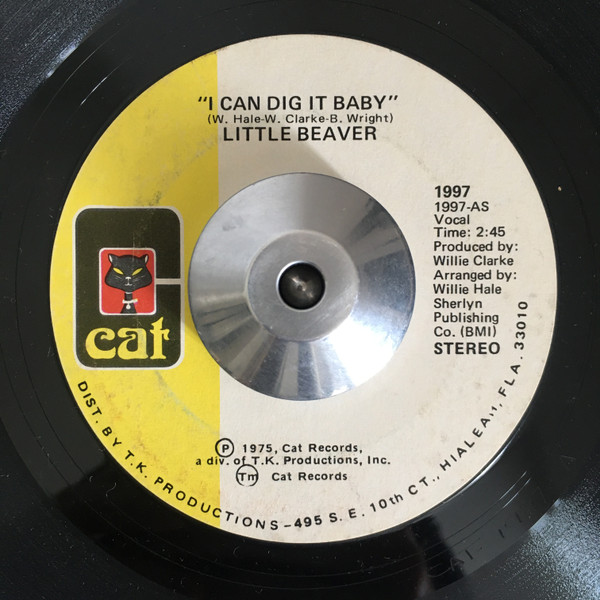 "I CAN DIG IT BABY"
(W. Hale-W. Clarke-B. Wright)
LITTLE BEAVER
1997
1997-AS
Vocal
Time: 2:45
Produced by:
Willie Clarke
Arranged by:
Willie Hale
Sherlyn
Publishing
Co. (BMI)
STEREO
cat
Ⓟ 1975, Cat Records,
a div. of T.K. Productions, Inc.
Tm Cat Records
DIST. BY T.K. PRODUCTIONS – 495 S.E. 10th CT., HIALEAH, FLA. 33010